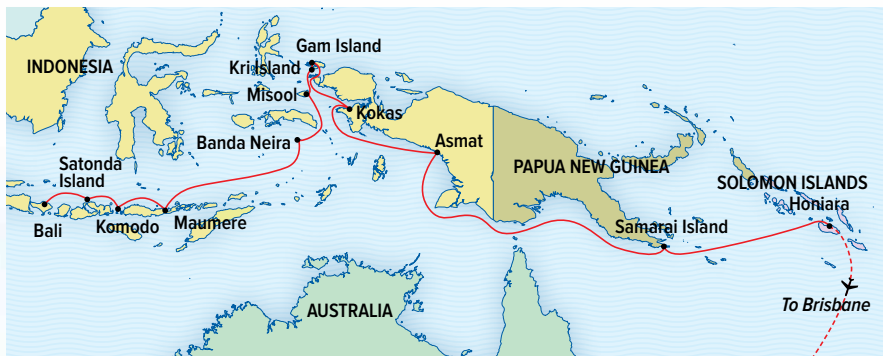 Gam Island
INDONESIA
Kri Island
Misool
Kokas
Banda Neira
Asmat
Satonda
Island
PAPUA NEW GUINEA
SOLOMON ISLANDS
Honiara
Bali
Komodo
Maumere
Samarai Island
AUSTRALIA
To Brisbane